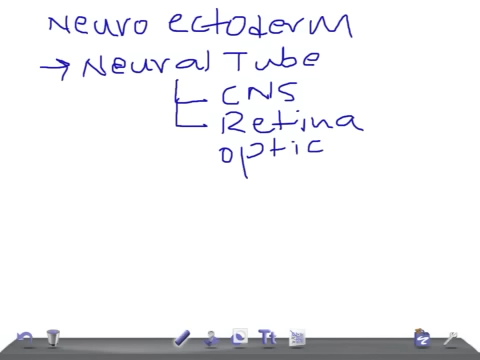 Neuro Ectoderm
→ Neural Tube
CNS
Retina
optic